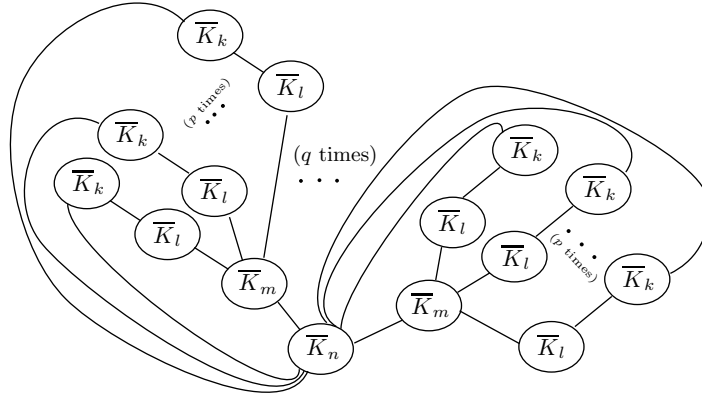 K̅_k
K̅_l
(p times)
• • •
K̅_k
K̅_k
K̅_l
K̅_l
(q times)
• • •
K̅_m
K̅_n
K̅_k
K̅_k
K̅_l
K̅_l
• • •
(p times)
K̅_k
K̅_m
K̅_l